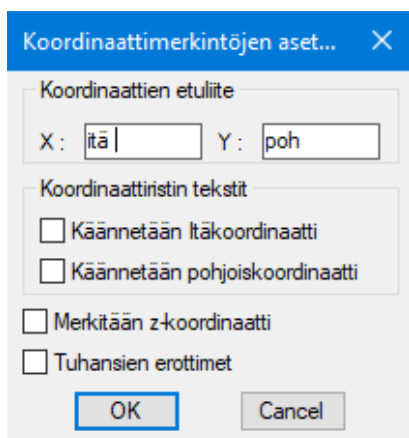 Koordinaattimerkintöjen aset...
Koordinaattien etuliite
X : itä Y : poh
Koordinaattiristin tekstit
Käännetään Itäkoordinaatti
Käännetään pohjoiskoordinaatti
Merkitään z-koordinaatti
Tuhansien erottimet
OK Cancel